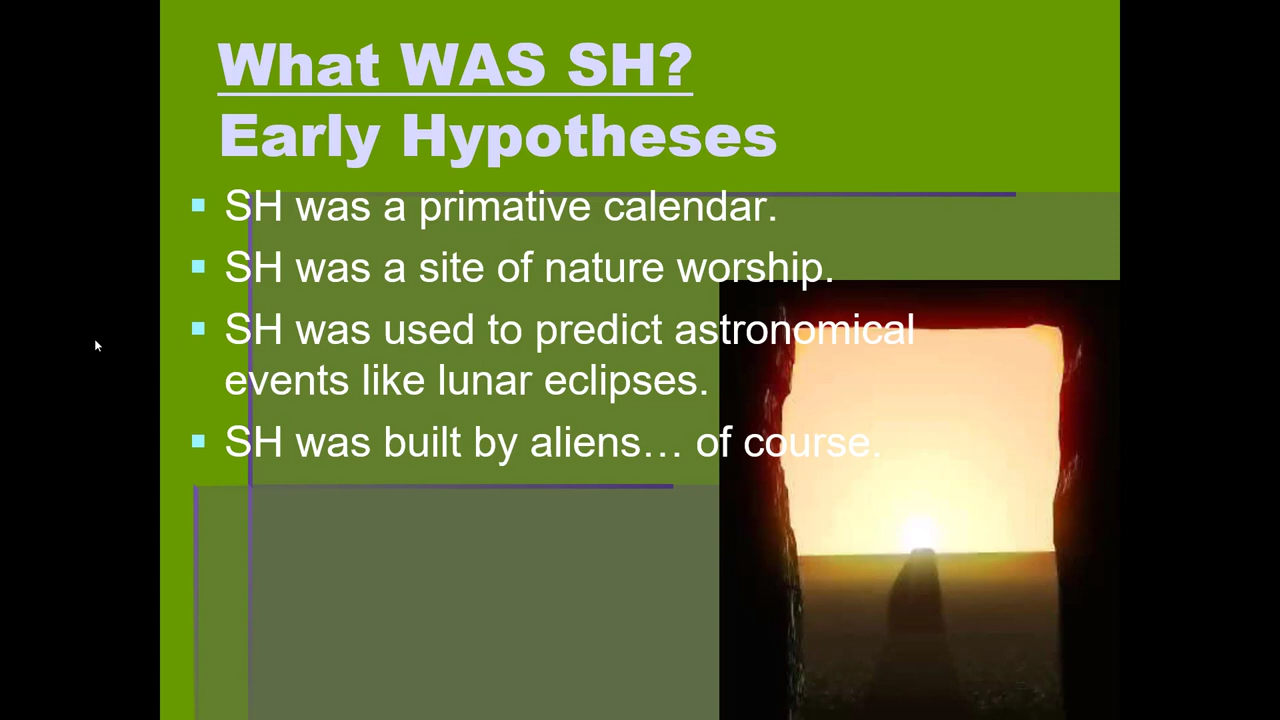 What WAS SH?
Early Hypotheses
SH was a primative calendar.
SH was a site of nature worship.
SH was used to predict astronomical
events like lunar eclipses.
SH was built by aliens… of course.